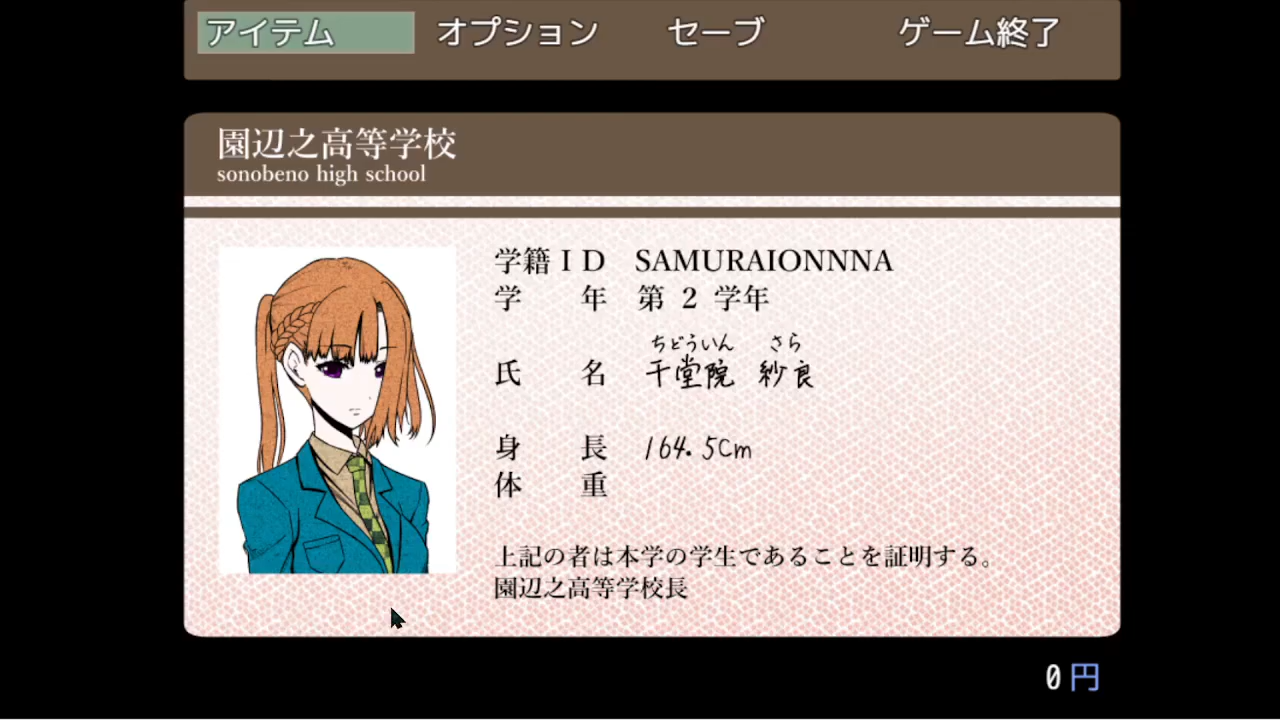 アイテム オプション セーブ ゲーム終了
園辺之高等学校
sonobeno high school
学籍ID SAMURAIONNNA
学年 第 2 学年
ちどういん さら
氏名 千堂院 紗良
身長 164.5Cm
体重
上記の者は本学の学生であることを証明する。
園辺之高等学校長
0円